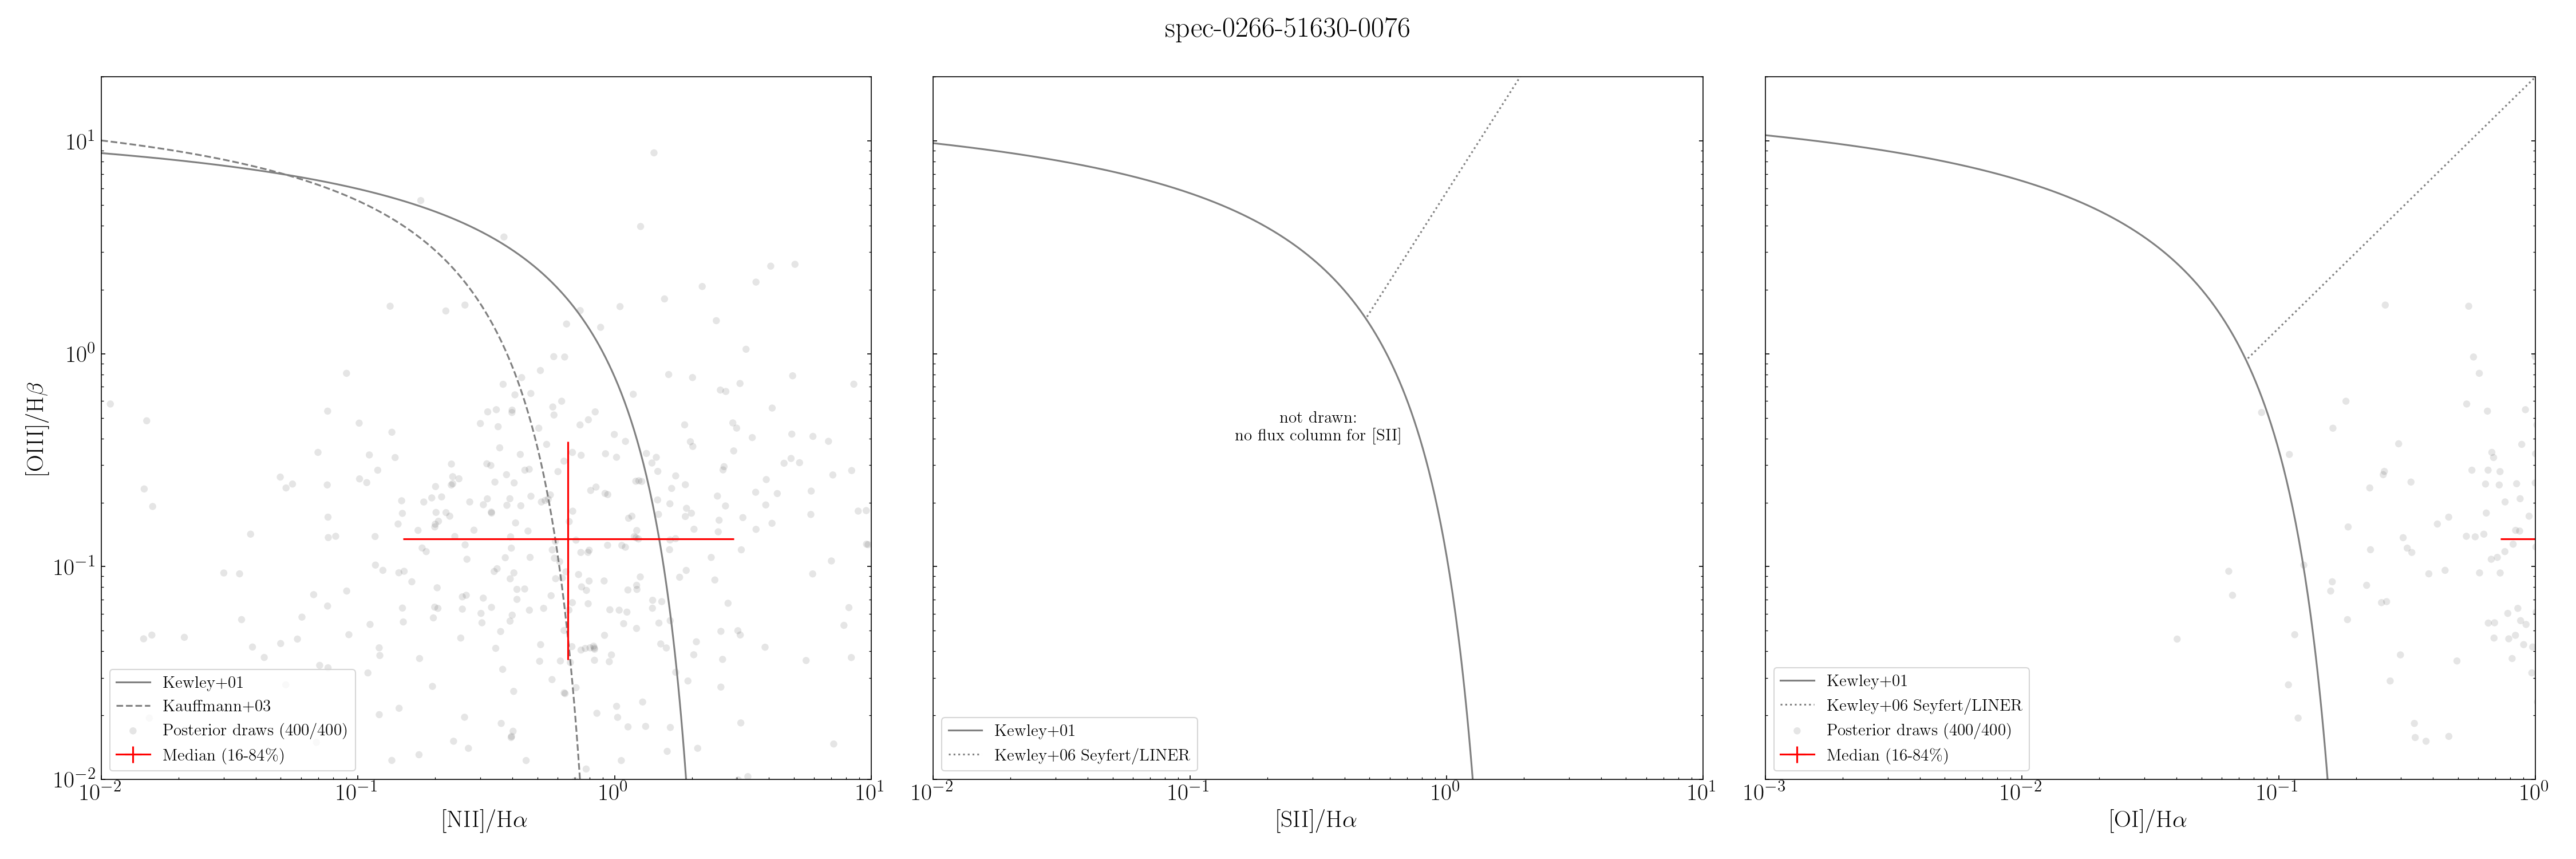 spec-0266-51630-0076
[OIII]/Hβ
10^1
10^0
10^-1
10^-2
Kewley+01
Kauffmann+03
Posterior draws (400/400)
Median (16-84%)
10^-2
10^-1
10^0
10^1
[NII]/Hα
not drawn:
no flux column for [SII]
Kewley+01
Kewley+06 Seyfert/LINER
10^-2
10^-1
10^0
10^1
[SII]/Hα
Kewley+01
Kewley+06 Seyfert/LINER
Posterior draws (400/400)
Median (16-84%)
10^-3
10^-2
10^-1
10^0
[OI]/Hα